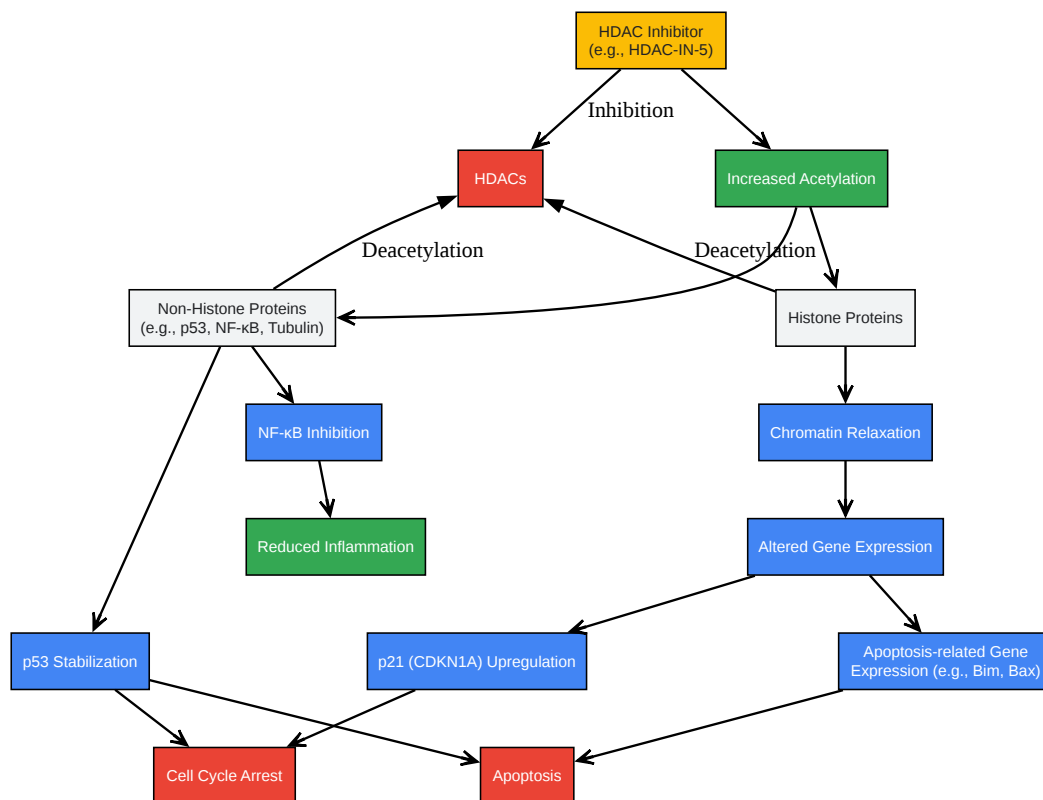 HDAC Inhibitor
(e.g., HDAC-IN-5)
Inhibition
HDACs
Increased Acetylation
Deacetylation
Deacetylation
Non-Histone Proteins
(e.g., p53, NF-κB, Tubulin)
Histone Proteins
NF-κB Inhibition
Chromatin Relaxation
Reduced Inflammation
Altered Gene Expression
p53 Stabilization
p21 (CDKN1A) Upregulation
Apoptosis-related Gene
Expression (e.g., Bim, Bax)
Cell Cycle Arrest
Apoptosis